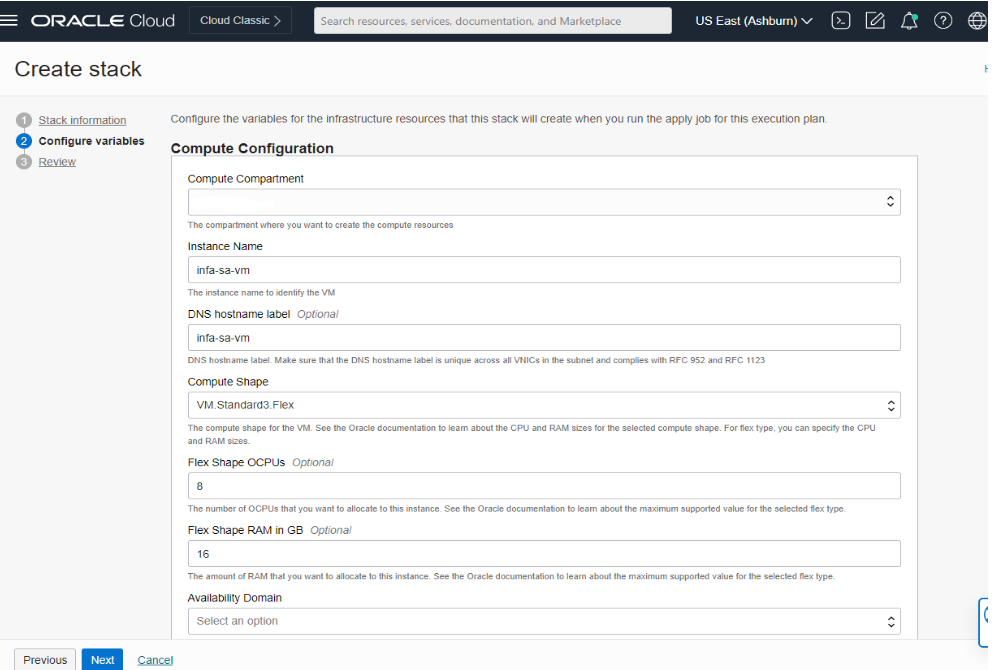 ORACLE Cloud
Cloud Classic
Search resources, services, documentation, and Marketplace
US East (Ashburn)
Create stack
1 Stack information
2 Configure variables
3 Review
Configure the variables for the infrastructure resources that this stack will create when you run the apply job for this execution plan.
Compute Configuration
Compute Compartment
The compartment where you want to create the compute resources
Instance Name
infa-sa-vm
The instance name to identify the VM
DNS hostname label Optional
infa-sa-vm
DNS hostname label. Make sure that the DNS hostname label is unique across all VNICs in the subnet and complies with RFC 952 and RFC 1123
Compute Shape
VM.Standard3.Flex
The compute shape for the VM. See the Oracle documentation to learn about the CPU and RAM sizes for the selected compute shape. For flex type, you can specify the CPU
and RAM sizes.
Flex Shape OCPUs Optional
8
The number of OCPUs that you want to allocate to this instance. See the Oracle documentation to learn about the maximum supported value for the selected flex type.
Flex Shape RAM in GB Optional
16
The amount of RAM that you want to allocate to this instance. See the Oracle documentation to learn about the maximum supported value for the selected flex type.
Availability Domain
Select an option
Previous
Next
Cancel